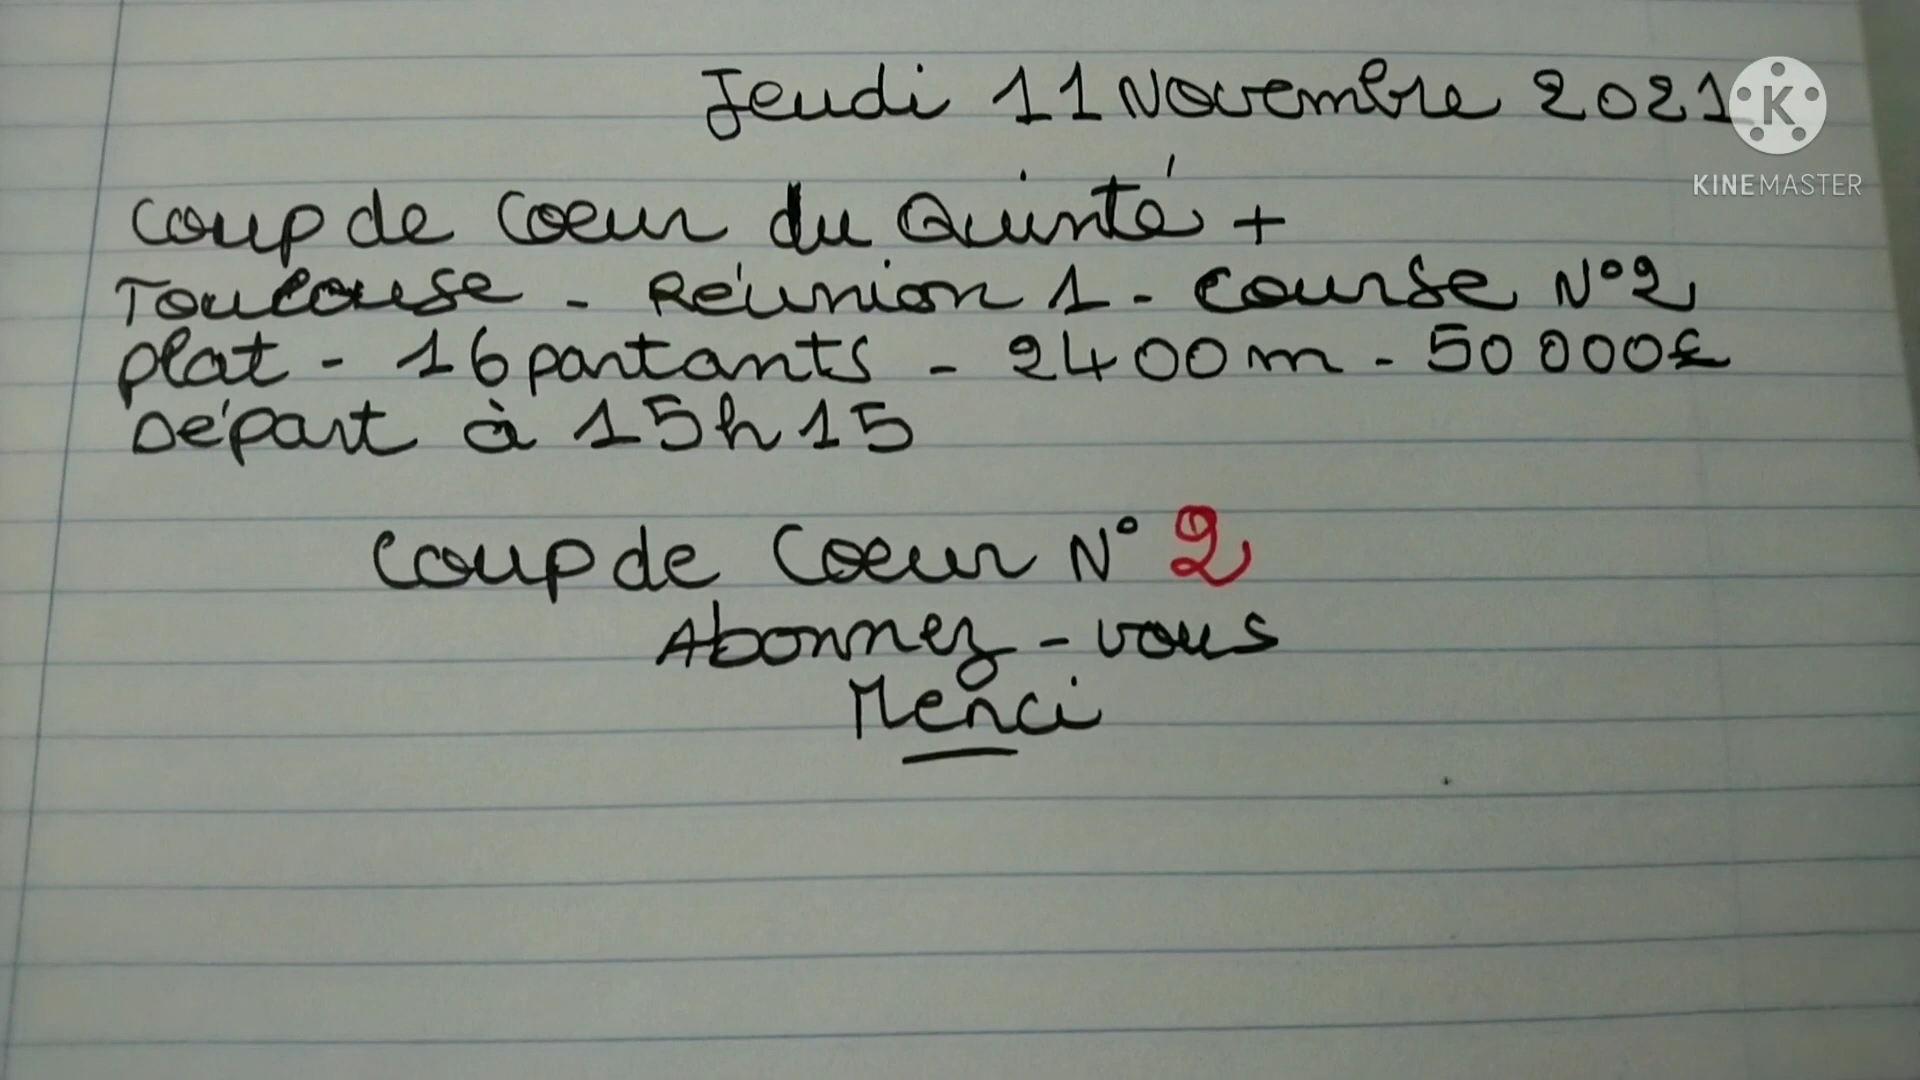 Jeudi 11 Novembre 2021
KINEMASTER
Coup de Coeur du Quinté +
Toulouse - Réunion 1 - Course N°2
Plat - 16 partants - 2400m - 50 000€
Départ à 15h15
Coup de Coeur N° 2
Abonnez-vous
Merci